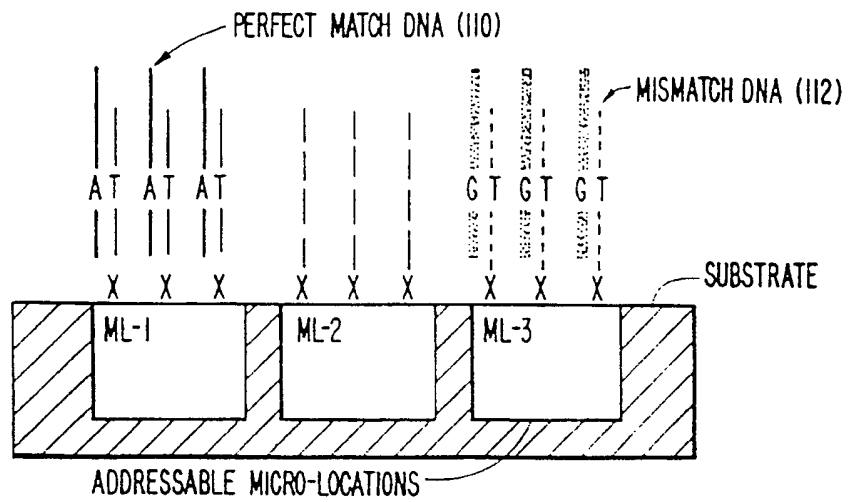 PERFECT MATCH DNA (110)
MISMATCH DNA (112)
A T A T A T G T G T G T
X X X X X X X X X
SUBSTRATE
ML-1 ML-2 ML-3
ADDRESSABLE MICRO-LOCATIONS